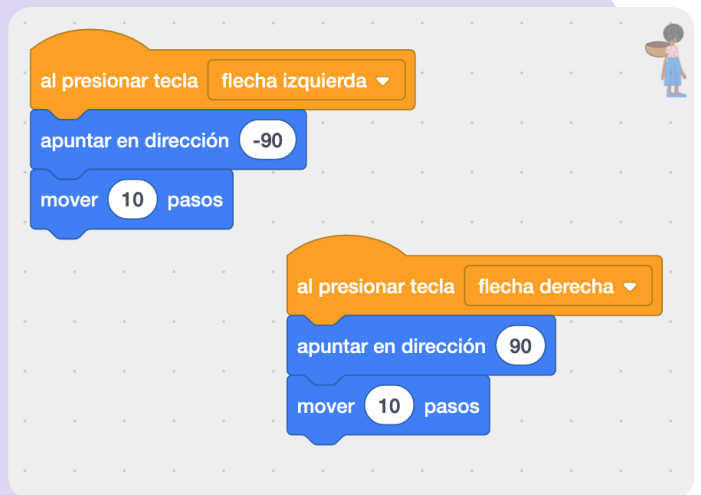 al presionar tecla flecha izquierda
apuntar en dirección -90
mover 10 pasos
al presionar tecla flecha derecha
apuntar en dirección 90
mover 10 pasos